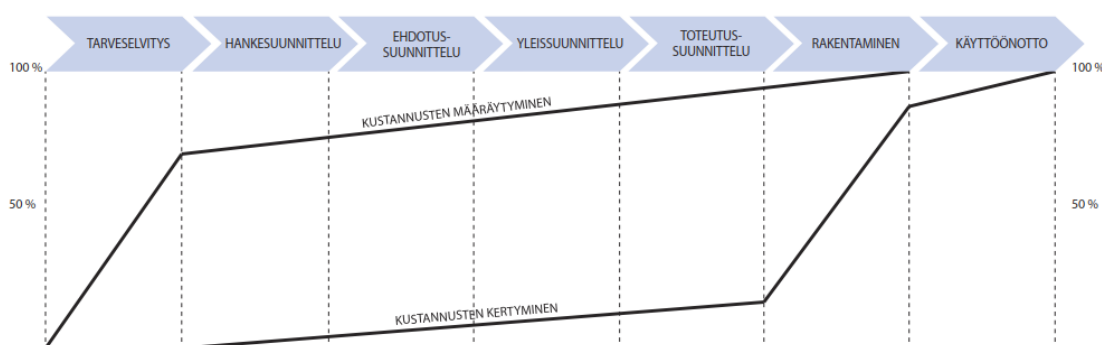 TARVESELVITYS
HANKESUUNNITTELU
EHDOTUS-
SUUNNITTELU
YLEISSUUNNITTELU
TOTEUTUS-
SUUNNITTELU
RAKENTAMINEN
KÄYTTÖÖNOTTO
100 %
100 %
KUSTANNUSTEN MÄÄRÄYTYMINEN
50 %
50 %
KUSTANNUSTEN KERTYMINEN